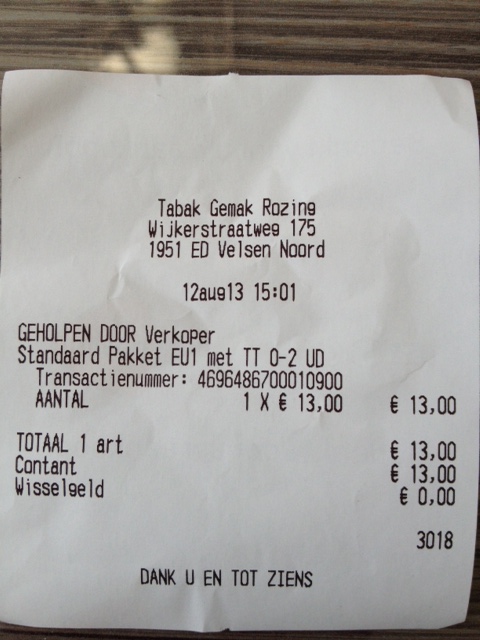 Tabak Gemak Rozing
Wijkerstraatweg 175
1951 ED Velsen Noord
12aug13 15:01
GEHOLPEN DOOR Verkoper
Standaard Pakket EU1 met TT 0-2 UD
Transactienummer: 4696486700010900
AANTAL 1 X € 13,00 € 13,00
TOTAAL 1 art € 13,00
Contant € 13,00
Wisselgeld € 0,00
3018
DANK U EN TOT ZIENS